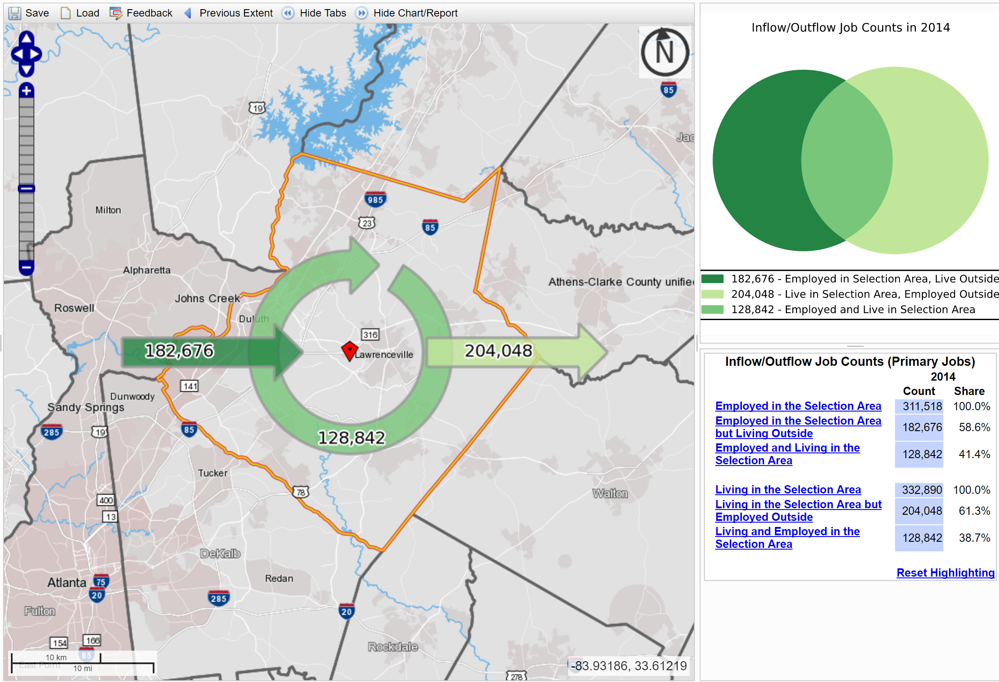 Save Load Feedback Previous Extent Hide Tabs Hide Chart/Report
N
85
19
Milton
985
23
85
Alpharetta
Athens-Clarke County unified
Johns Creek
Roswell
Duluth
316
182,676
204,048
Lawrenceville
141
Dunwoody
Sandy Springs
285
19
85
128,842
Tucker
78
Walton
400
13
DeKalb
Redan
Atlanta
75
20
285
Fulton
20
154
166
Rockdale
85
10 km
East Point
10 mi
-83.93186, 33.61219
278
Inflow/Outflow Job Counts in 2014
182,676 - Employed in Selection Area, Live Outside
204,048 - Live in Selection Area, Employed Outside
128,842 - Employed and Live in Selection Area
Inflow/Outflow Job Counts (Primary Jobs)
2014
Count Share
Employed in the Selection Area 311,518 100.0%
Employed in the Selection Area
but Living Outside 182,676 58.6%
Employed and Living in the
Selection Area 128,842 41.4%
Living in the Selection Area 332,890 100.0%
Living in the Selection Area but
Employed Outside 204,048 61.3%
Living and Employed in the
Selection Area 128,842 38.7%
Reset Highlighting